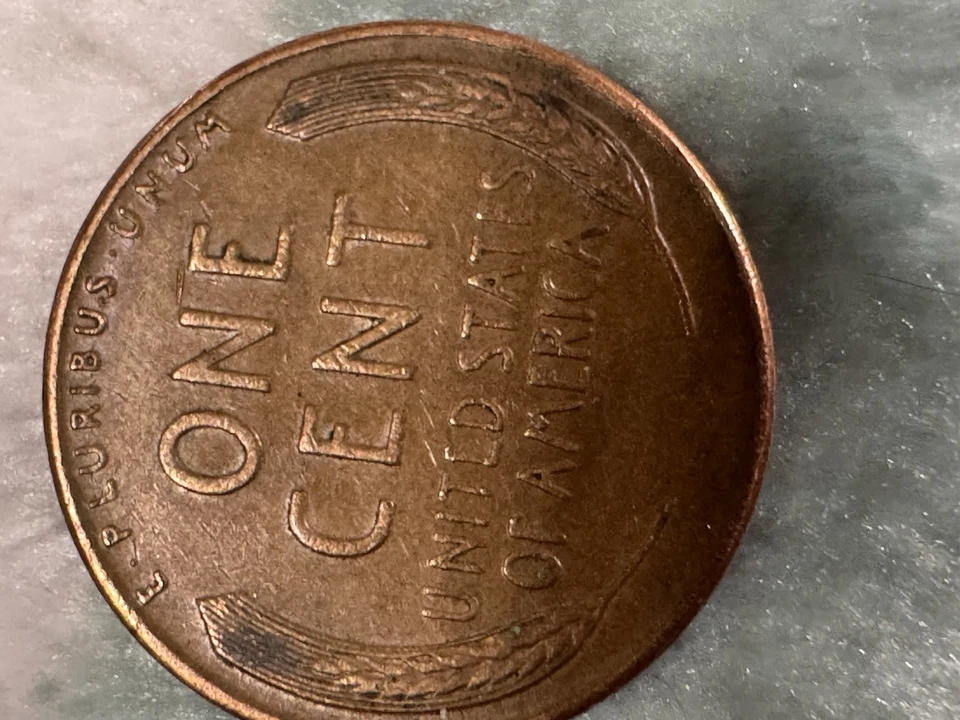 E·PLURIBUS·UNUM
ONE
CENT
UNITED STATES
OF AMERICA